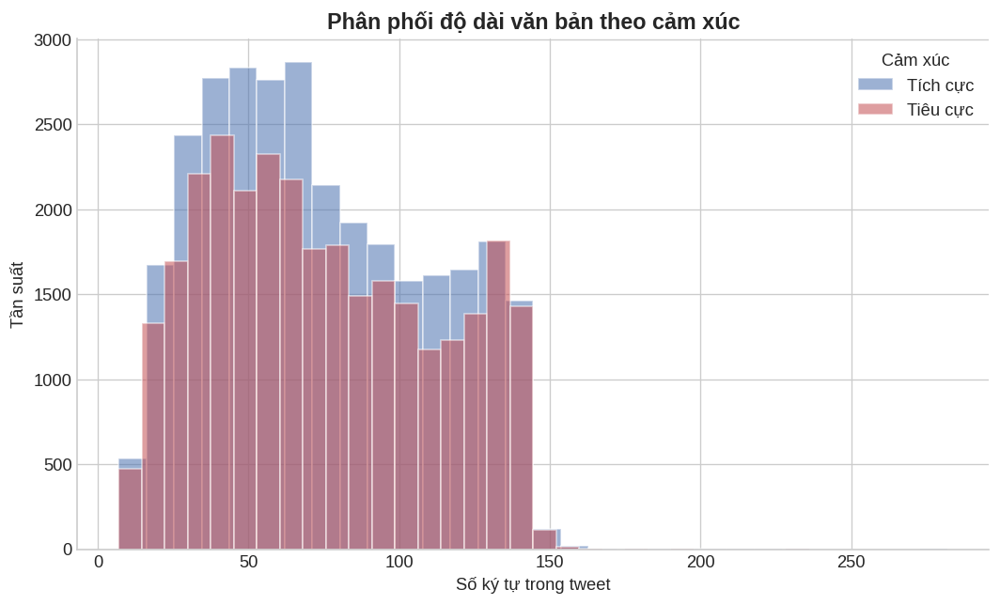 Phân phối độ dài văn bản theo cảm xúc
3000
2500
2000
1500
1000
500
0
Tần suất
Cảm xúc
Tích cực
Tiêu cực
0 50 100 150 200 250
Số ký tự trong tweet